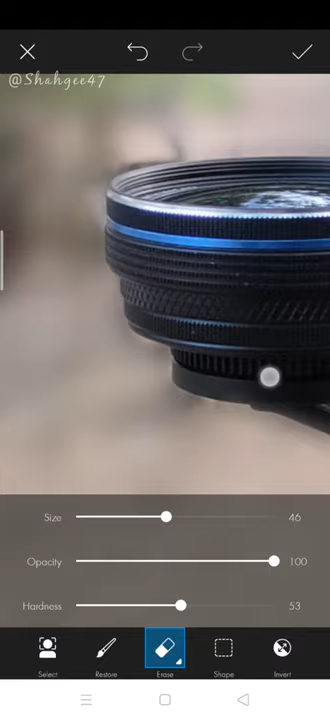 @Shahgee47
Size 46
Opacity 100
Hardness 53
Select Restore Erase Shape Invert